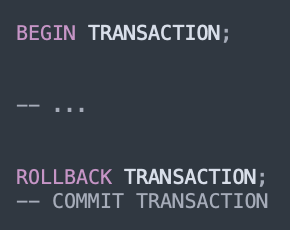 BEGIN TRANSACTION;
-- ...
ROLLBACK TRANSACTION;
-- COMMIT TRANSACTION